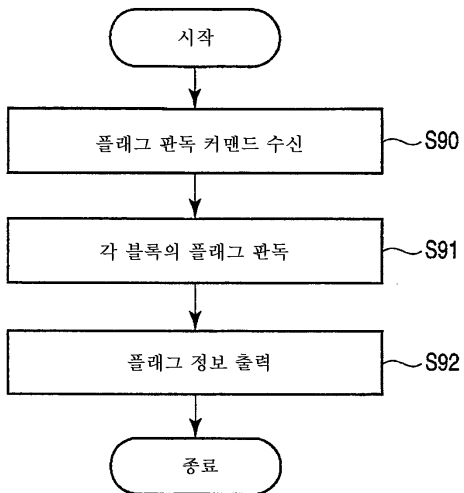 시작
플래그 판독 커맨드 수신
S90
각 블록의 플래그 판독
S91
플래그 정보 출력
S92
종료